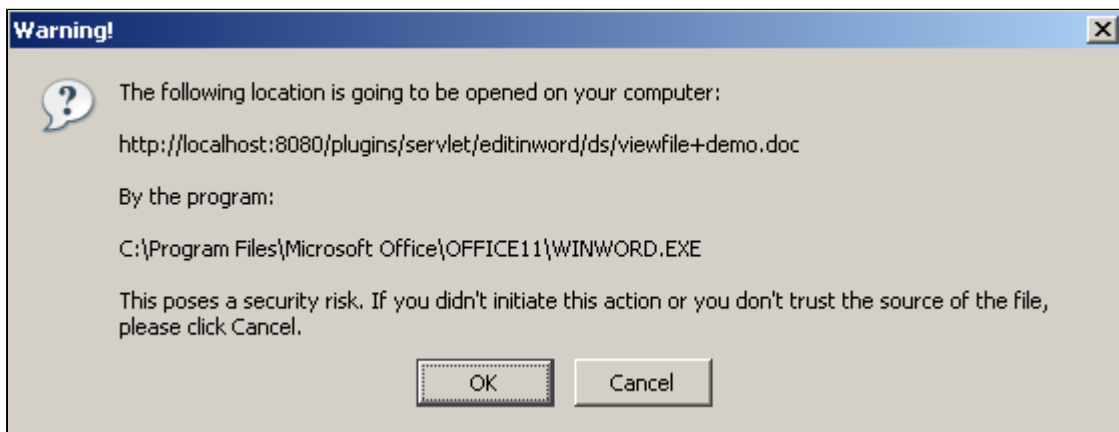 Warning!
The following location is going to be opened on your computer:
http://localhost:8080/plugins/servlet/editinword/ds/viewfile+demo.doc
By the program:
C:\Program Files\Microsoft Office\OFFICE11\WINWORD.EXE
This poses a security risk. If you didn't initiate this action or you don't trust the source of the file,
please click Cancel.
OK
Cancel